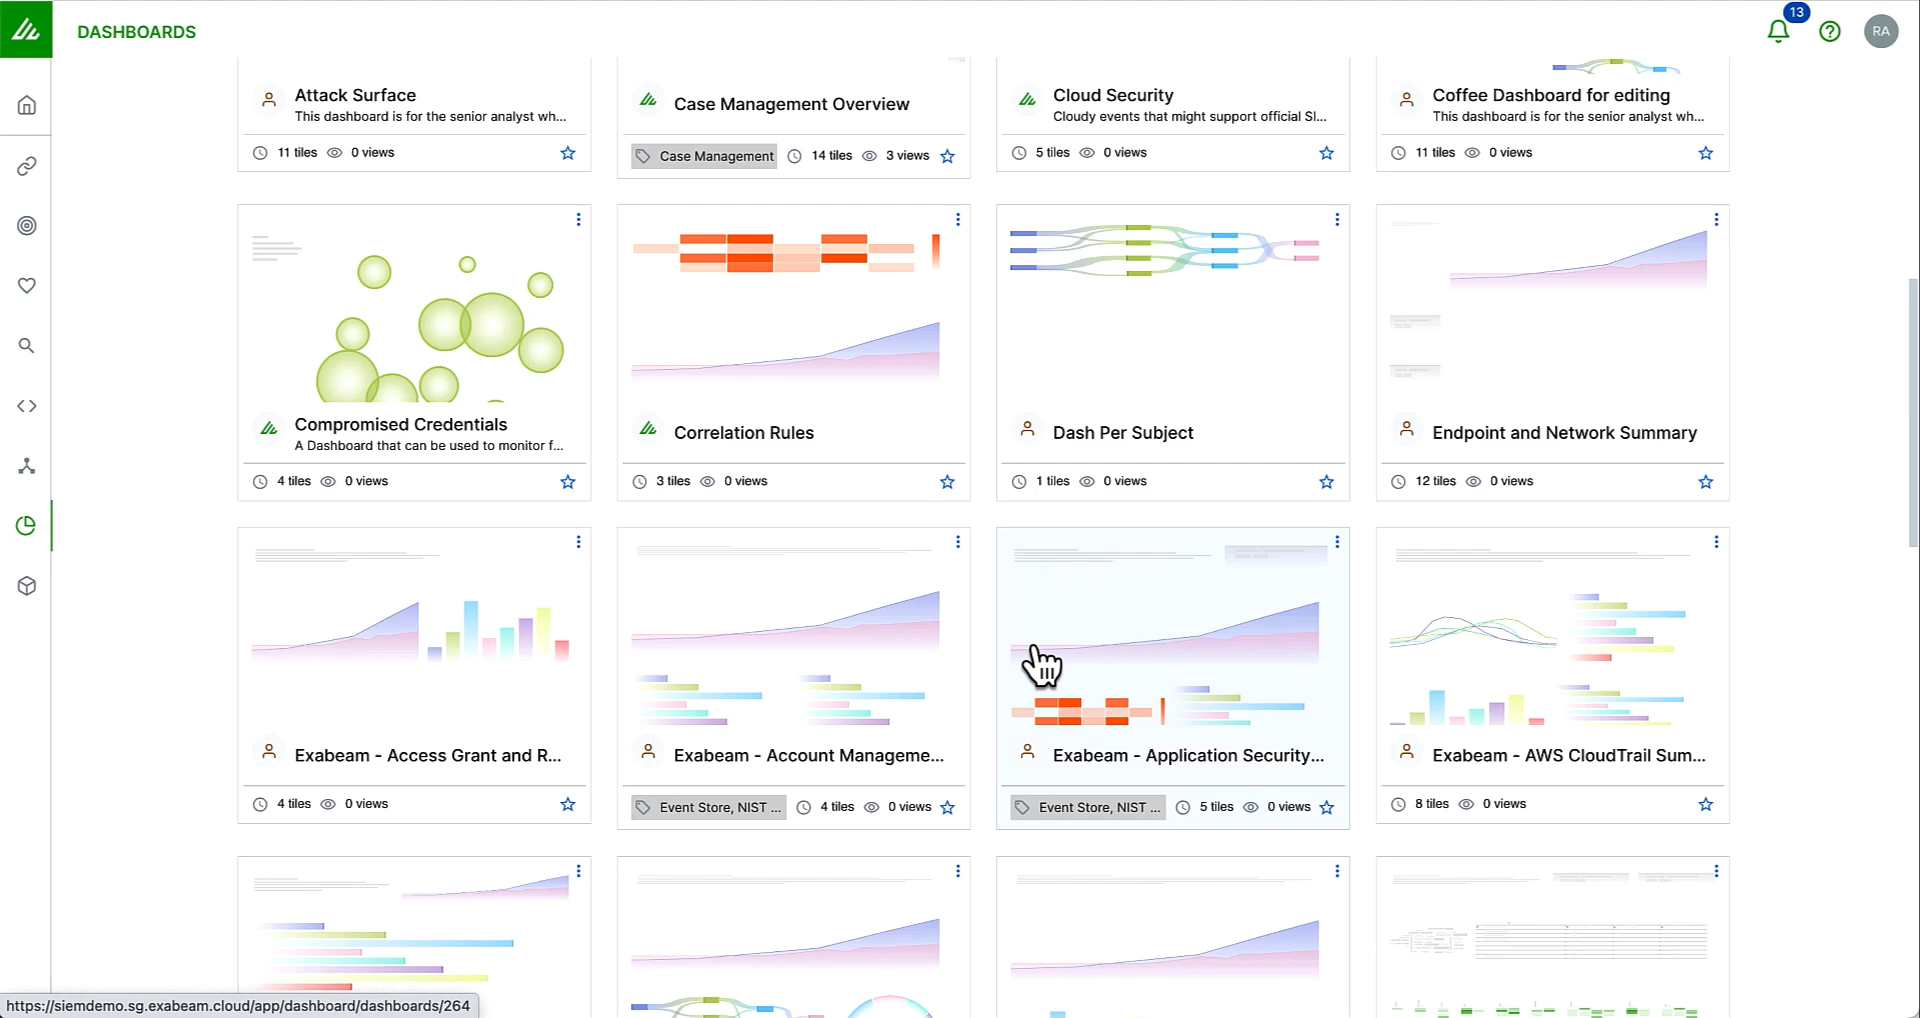 DASHBOARDS
13
RA
Attack Surface
This dashboard is for the senior analyst wh...
11 tiles 0 views
Case Management Overview
Case Management 14 tiles 3 views
Cloud Security
Cloudy events that might support official SI...
5 tiles 0 views
Coffee Dashboard for editing
This dashboard is for the senior analyst wh...
11 tiles 0 views
Compromised Credentials
A Dashboard that can be used to monitor f...
4 tiles 0 views
Correlation Rules
3 tiles 0 views
Dash Per Subject
1 tiles 0 views
Endpoint and Network Summary
12 tiles 0 views
Exabeam - Access Grant and R...
4 tiles 0 views
Exabeam - Account Manageme...
Event Store, NIST ... 4 tiles 0 views
Exabeam - Application Security...
Event Store, NIST ... 5 tiles 0 views
Exabeam - AWS CloudTrail Sum...
8 tiles 0 views
https://siemdemo.sg.exabeam.cloud/app/dashboard/dashboards/264